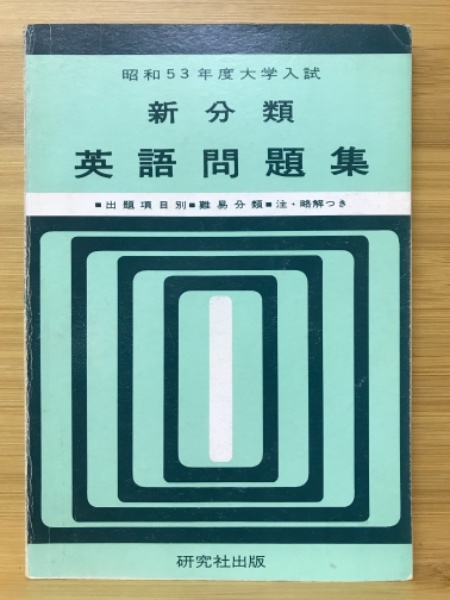 昭和53年度大学入試
新分類
英語問題集
■出題項目別■難易分類■注・略解つき
研究社出版